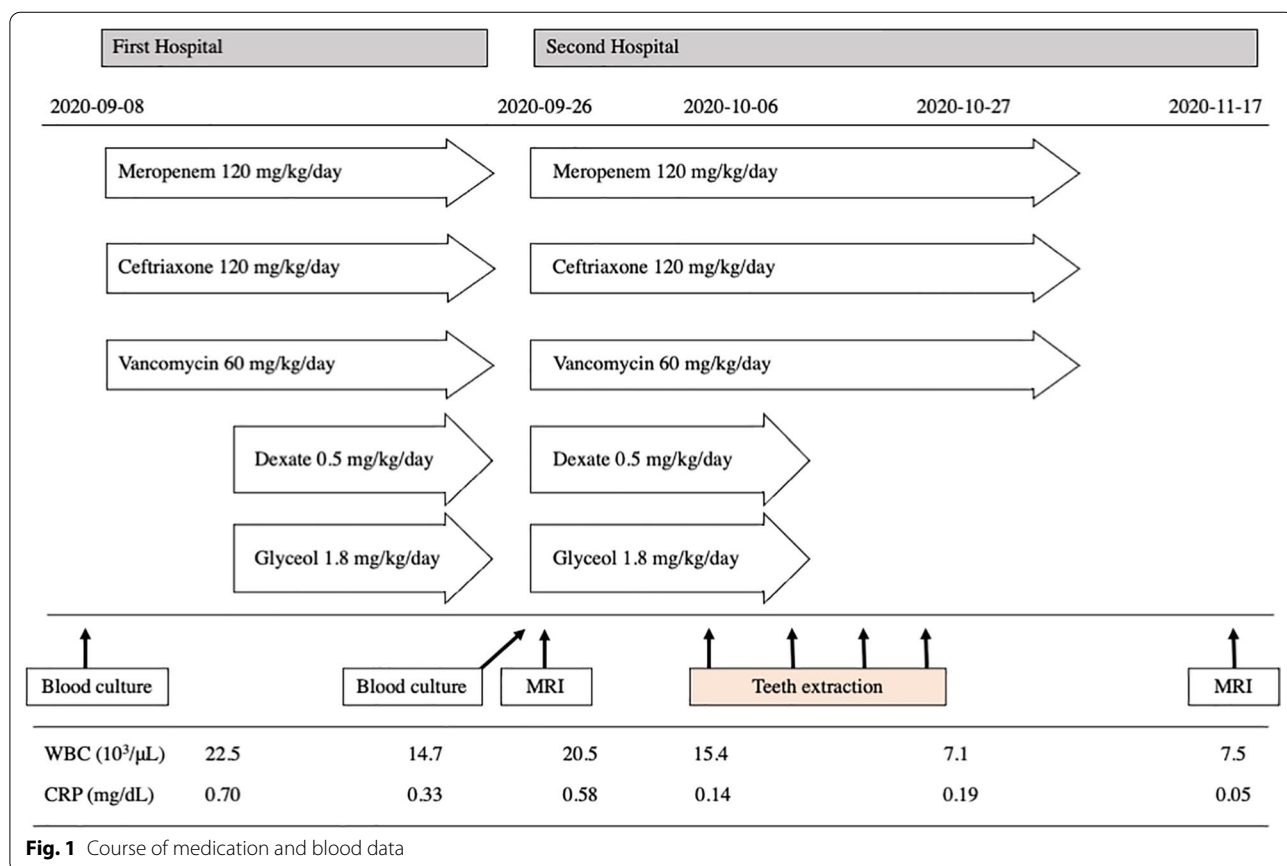 First Hospital Second Hospital
2020-09-08 2020-09-26 2020-10-06 2020-10-27 2020-11-17
Meropenem 120 mg/kg/day Meropenem 120 mg/kg/day
Ceftriaxone 120 mg/kg/day Ceftriaxone 120 mg/kg/day
Vancomycin 60 mg/kg/day Vancomycin 60 mg/kg/day
Dexate 0.5 mg/kg/day Dexate 0.5 mg/kg/day
Glyceol 1.8 mg/kg/day Glyceol 1.8 mg/kg/day
Blood culture Blood culture MRI Teeth extraction MRI
WBC (10³/μL) 22.5 14.7 20.5 15.4 7.1 7.5
CRP (mg/dL) 0.70 0.33 0.58 0.14 0.19 0.05
Fig. 1 Course of medication and blood data